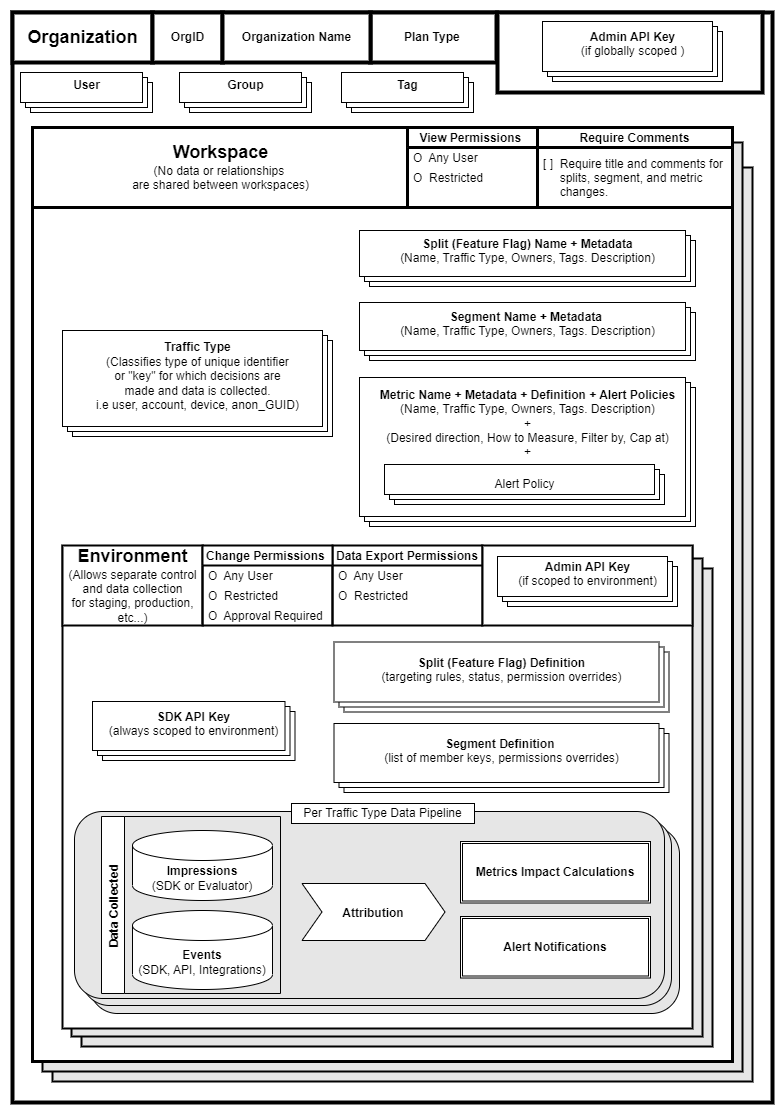 Organization
OrgID
Organization Name
Plan Type
Admin API Key
(if globally scoped )
User
Group
Tag
Workspace
(No data or relationships
are shared between workspaces)
View Permissions
O Any User
O Restricted
Require Comments
[ ] Require title and comments for
splits, segment, and metric
changes.
Split (Feature Flag) Name + Metadata
(Name, Traffic Type, Owners, Tags. Description)
Segment Name + Metadata
(Name, Traffic Type, Owners, Tags. Description)
Traffic Type
(Classifies type of unique identifier
or "key" for which decisions are
made and data is collected.
i.e user, account, device, anon_GUID)
Metric Name + Metadata + Definition + Alert Policies
(Name, Traffic Type, Owners, Tags. Description)
+
(Desired direction, How to Measure, Filter by, Cap at)
+
Alert Policy
Environment
(Allows separate control
and data collection
for staging, production,
etc...)
Change Permissions
O Any User
O Restricted
O Approval Required
Data Export Permissions
O Any User
O Restricted
Admin API Key
(if scoped to environment)
Split (Feature Flag) Definition
(targeting rules, status, permission overrides)
SDK API Key
(always scoped to environment)
Segment Definition
(list of member keys, permissions overrides)
Per Traffic Type Data Pipeline
Data Collected
Impressions
(SDK or Evaluator)
Events
(SDK, API, Integrations)
Attribution
Metrics Impact Calculations
Alert Notifications